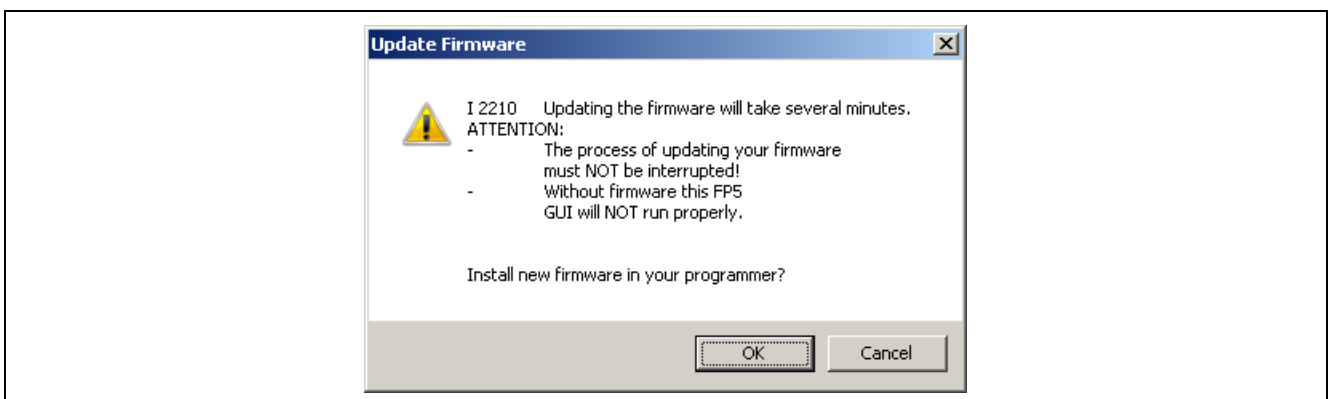 Update Firmware
I 2210 Updating the firmware will take several minutes.
ATTENTION:
- The process of updating your firmware
must NOT be interrupted!
- Without firmware this FP5
GUI will NOT run properly.
Install new firmware in your programmer?
OK Cancel